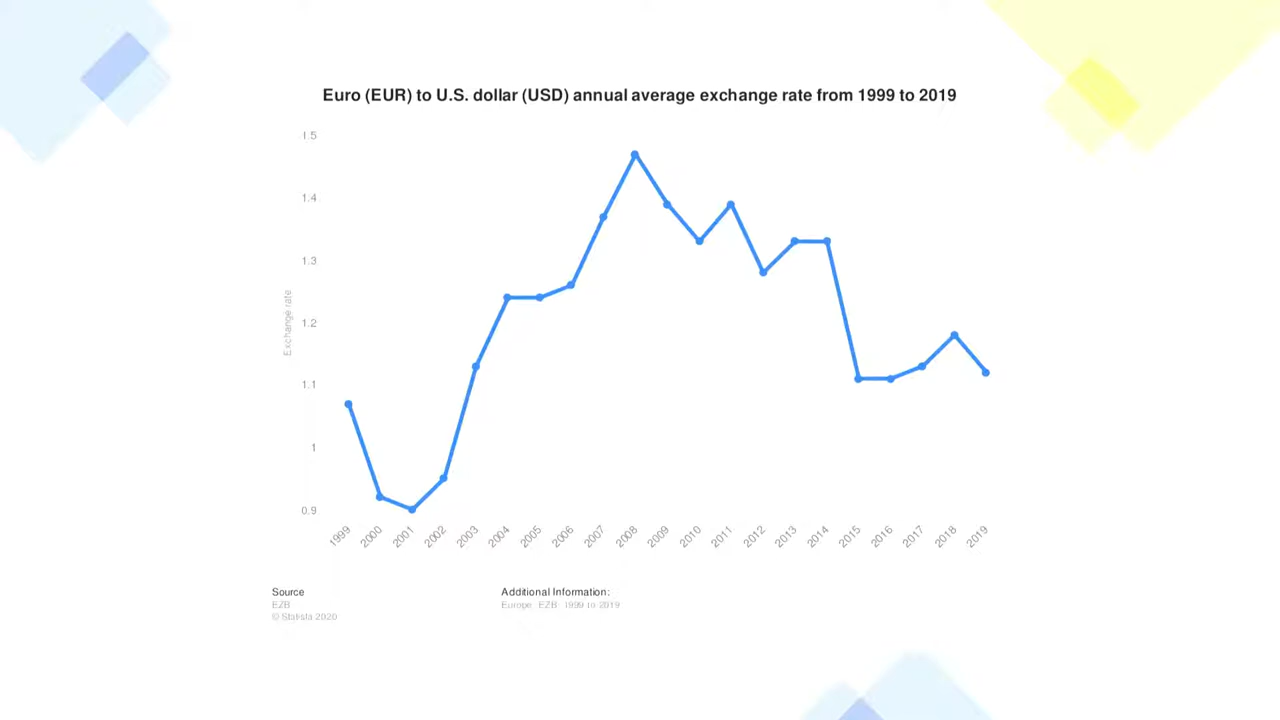 Euro (EUR) to U.S. dollar (USD) annual average exchange rate from 1999 to 2019
1.5
1.4
1.3
1.2
1.1
1
0.9
Exchange rate
1999 2000 2001 2002 2003 2004 2005 2006 2007 2008 2009 2010 2011 2012 2013 2014 2015 2016 2017 2018 2019
Source
EZB
© Statista 2020
Additional Information:
Europe EZB 1999 to 2019